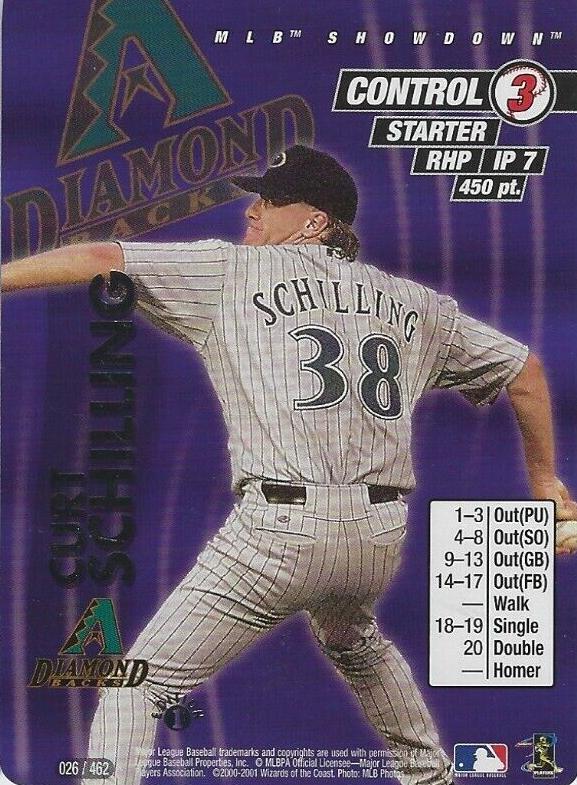 MLB™ SHOWDOWN™
CONTROL 3
STARTER
RHP IP 7
450 pt.
A
DIAMOND
BACKS
SCHILLING
38
CURT
SCHILLING
1–3 Out(PU)
4–8 Out(SO)
9–13 Out(GB)
14–17 Out(FB)
— Walk
18–19 Single
20 Double
— Homer
A
DIAMOND
BACKS
1
026 / 462
Major League Baseball trademarks and copyrights are used with permission of Major
League Baseball Properties, Inc. © MLBPA Official Licensee—Major League Baseball
Players Association. ©2000-2001 Wizards of the Coast. Photo: MLB Photos
MAJOR LEAGUE BASEBALL